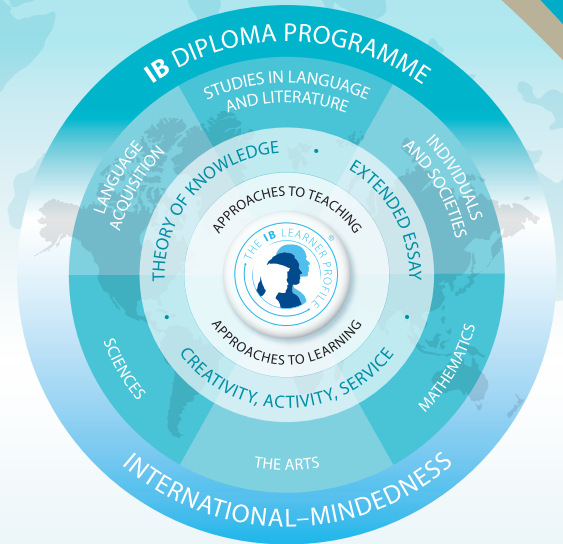 IB DIPLOMA PROGRAMME
STUDIES IN LANGUAGE
AND LITERATURE
LANGUAGE
ACQUISITION
INDIVIDUALS
AND SOCIETIES
THEORY OF KNOWLEDGE
•
EXTENDED ESSAY
APPROACHES TO TEACHING
THE IB LEARNER PROFILE
®
APPROACHES TO LEARNING
•
CREATIVITY, ACTIVITY, SERVICE
•
SCIENCES
MATHEMATICS
THE ARTS
INTERNATIONAL–MINDEDNESS